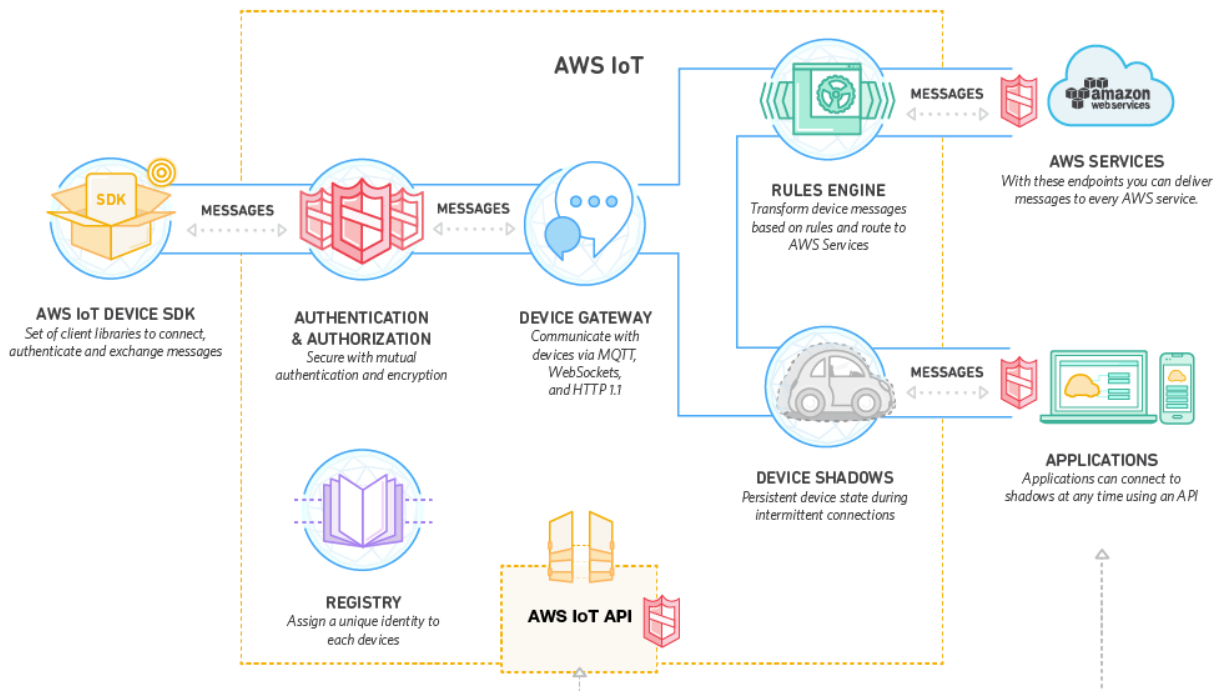 AWS IoT
SDK
MESSAGES
MESSAGES
MESSAGES
amazon
web services
AWS IoT DEVICE SDK
Set of client libraries to connect,
authenticate and exchange messages
AUTHENTICATION
& AUTHORIZATION
Secure with mutual
authentication and encryption
DEVICE GATEWAY
Communicate with
devices via MQTT,
WebSockets,
and HTTP 1.1
RULES ENGINE
Transform device messages
based on rules and route to
AWS Services
AWS SERVICES
With these endpoints you can deliver
messages to every AWS service.
MESSAGES
DEVICE SHADOWS
Persistent device state during
intermittent connections
APPLICATIONS
Applications can connect to
shadows at any time using an API
REGISTRY
Assign a unique identity to
each devices
AWS IoT API